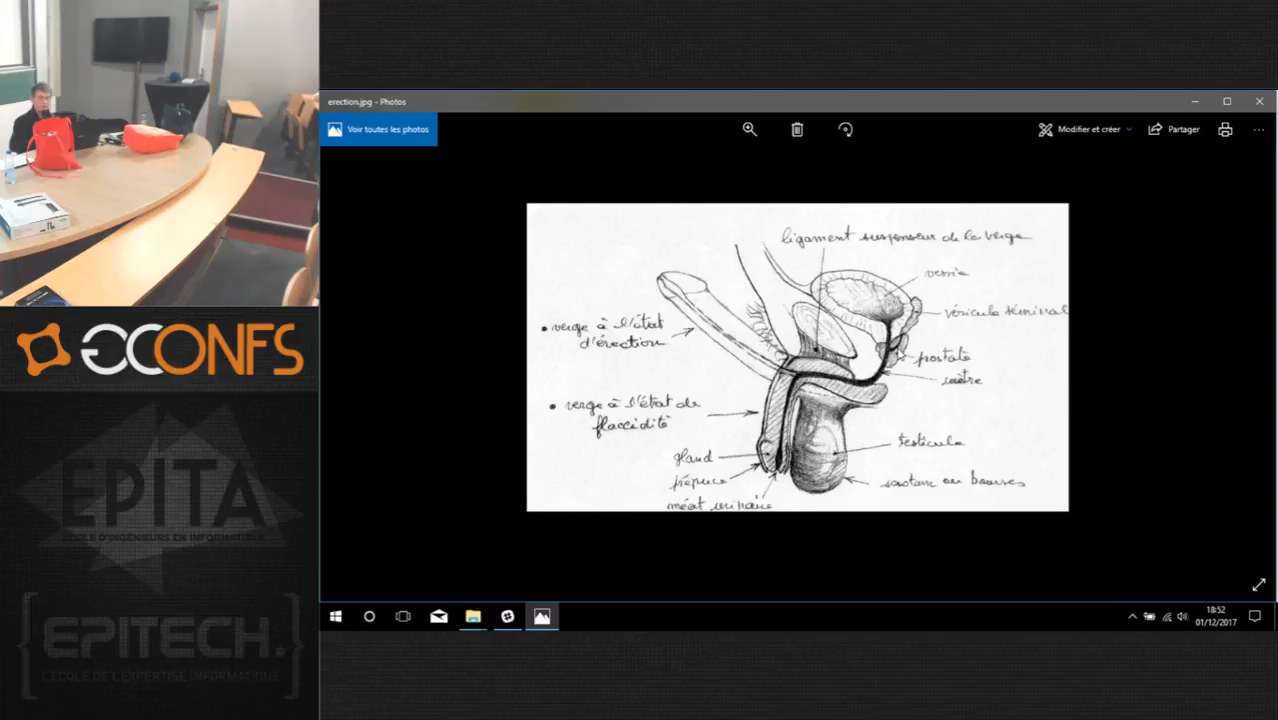 erection.jpg - Photos
Voir toutes les photos
Modifier et créer
Partager
ligament suspenseur de la verge
vessie
vésicule séminal
• verge à l'état
d'érection
prostate
urètre
• verge à l'état de
flaccidité
testicule
gland
prépuce
scrotum ou bourses
méat urinaire
CONFS
EPITA
ÉCOLE D'INGÉNIEURS EN INFORMATIQUE
{EPITECH.}
L'ÉCOLE DE L'EXPERTISE INFORMATIQUE
18:52
01/12/2017